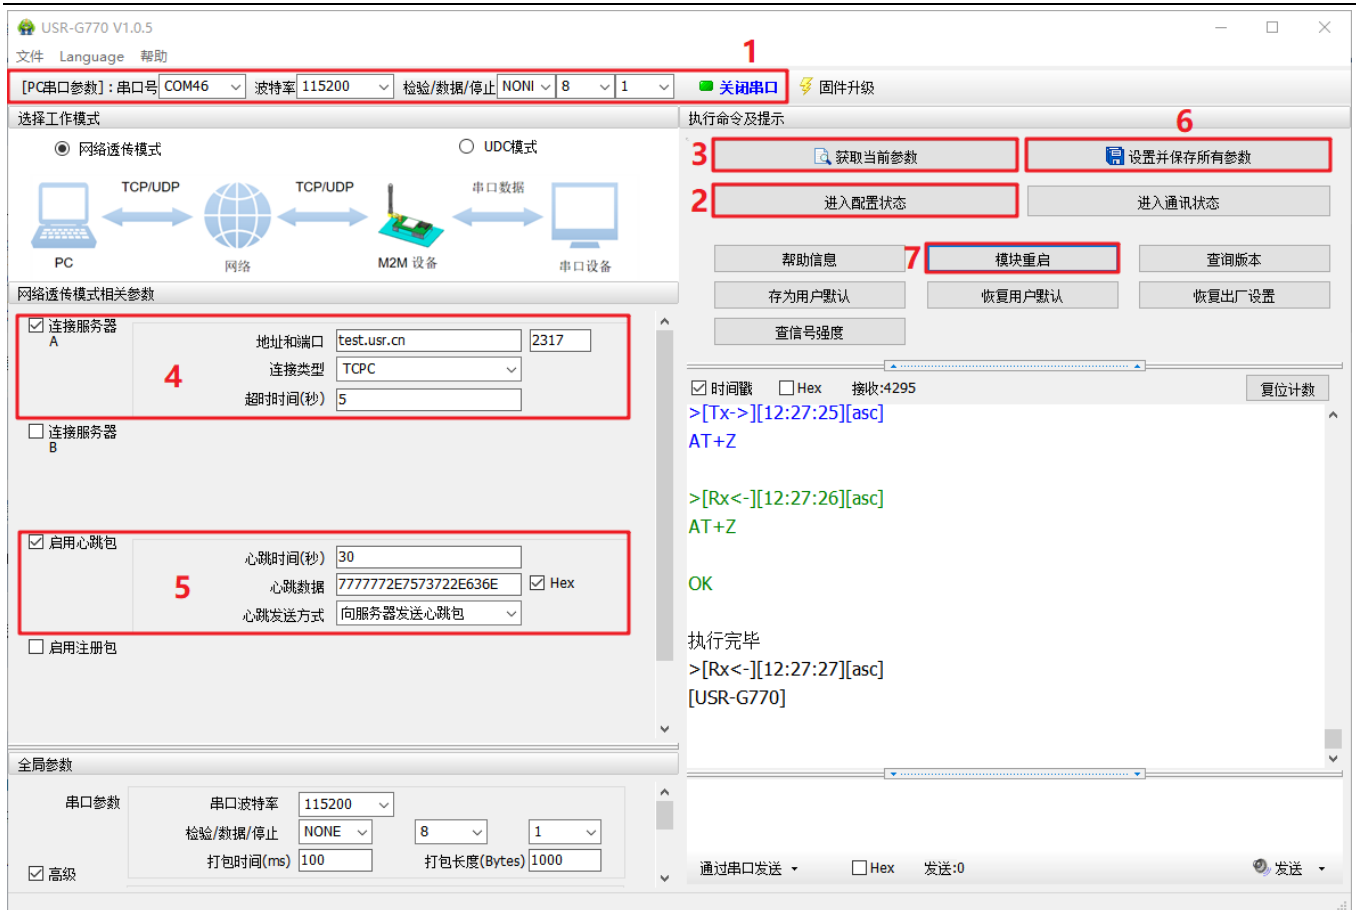 USR-G770 V1.0.5
文件 Language 帮助
1
[PC串口参数]：串口号 COM46 波特率 115200 检验/数据/停止 NONI 8 1 关闭串口 固件升级
选择工作模式
网络透传模式 UDC模式
TCP/UDP TCP/UDP 串口数据
PC 网络 M2M 设备 串口设备
网络透传模式相关参数
连接服务器
A
地址和端口 test.usr.cn 2317
4
连接类型 TCPC
超时时间(秒) 5
连接服务器
B
启用心跳包
心跳时间(秒) 30
5
心跳数据 7777772E7573722E636E Hex
心跳发送方式 向服务器发送心跳包
启用注册包
全局参数
串口参数 串口波特率 115200
检验/数据/停止 NONE 8 1
打包时间(ms) 100 打包长度(Bytes) 1000
高级
执行命令及提示
6
3 获取当前参数 设置并保存所有参数
2 进入配置状态 进入通讯状态
帮助信息 7 模块重启 查询版本
存为用户默认 恢复用户默认 恢复出厂设置
查信号强度
时间戳 Hex 接收:4295 复位计数
>[Tx->][12:27:25][asc]
AT+Z
>[Rx<-][12:27:26][asc]
AT+Z
OK
执行完毕
>[Rx<-][12:27:27][asc]
[USR-G770]
通过串口发送 Hex 发送:0 发送